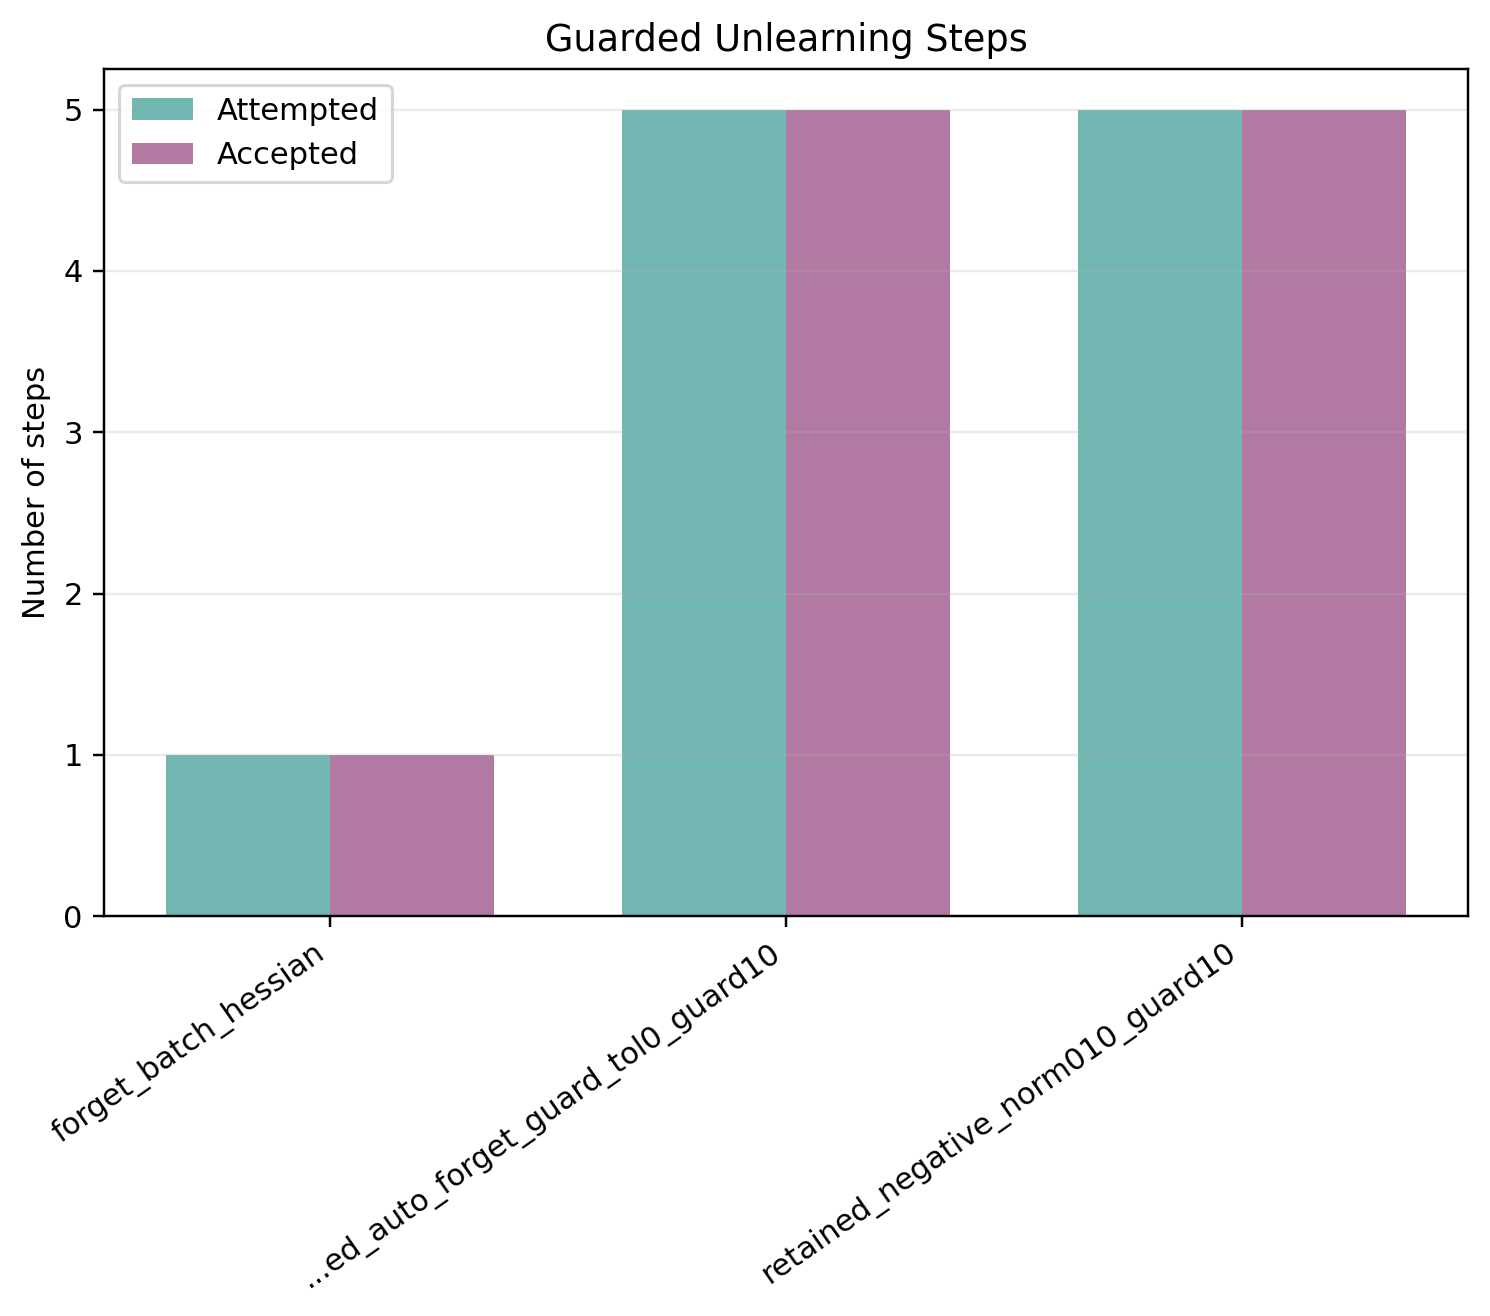 Guarded Unlearning Steps
Attempted
Accepted
Number of steps
5
4
3
2
1
0
forget_batch_hessian
...ed_auto_forget_guard_tol0_guard10
retained_negative_norm010_guard10